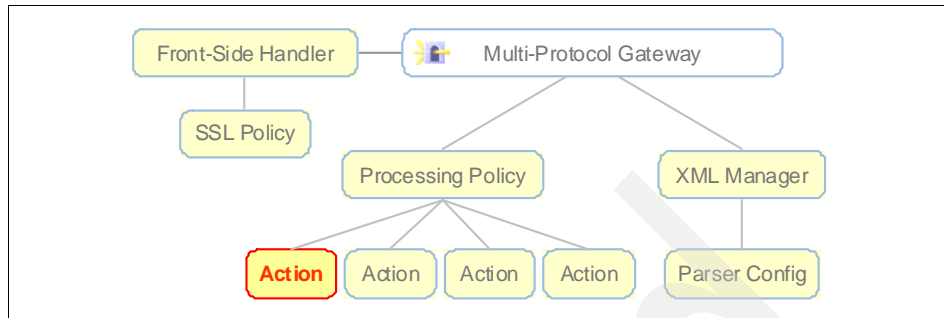 Front-Side Handler
Multi-Protocol Gateway
SSL Policy
Processing Policy
XML Manager
Action
Action
Action
Action
Parser Config